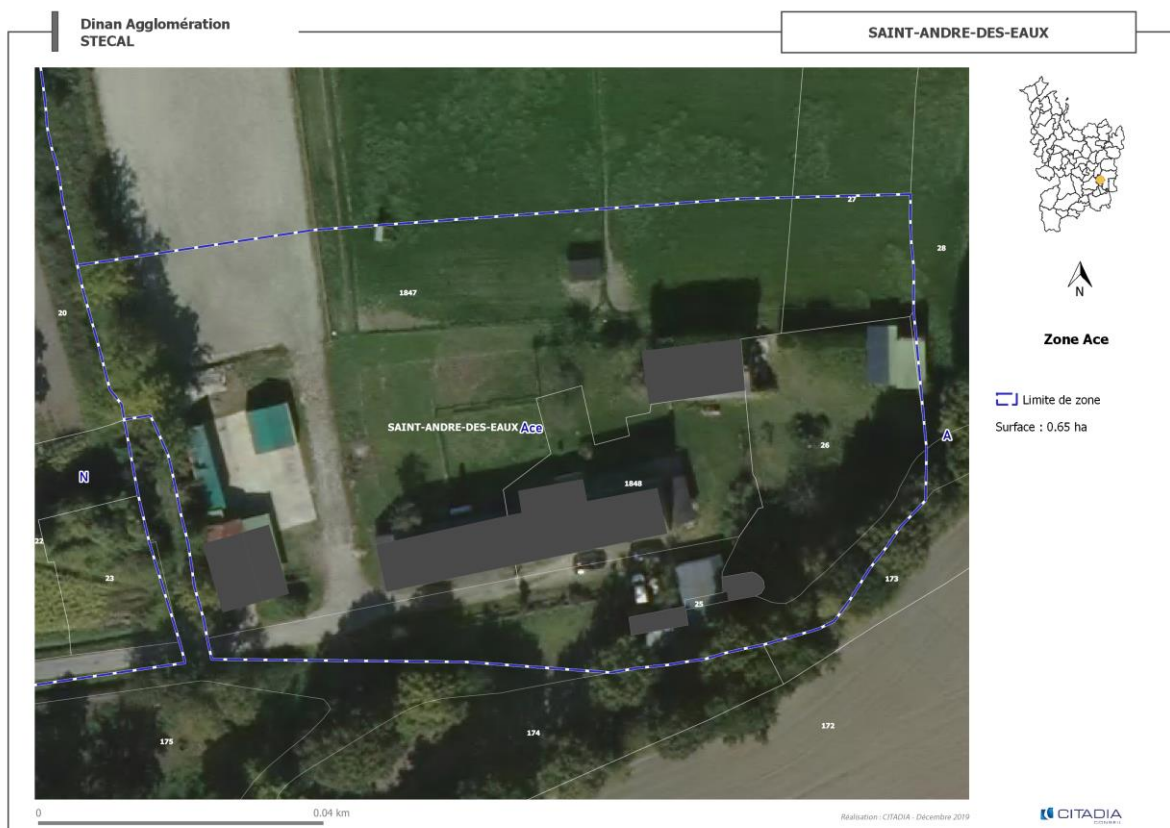 Dinan Agglomération
STECAL
SAINT-ANDRE-DES-EAUX
27
28
20
1847
N
Zone Ace
Limite de zone
Surface : 0.65 ha
SAINT-ANDRE-DES-EAUX Ace
A
26
N
1848
22
23
173
25
175
174
172
0 0.04 km
Réalisation : CITADIA - Décembre 2019
CITADIA
CONSEIL